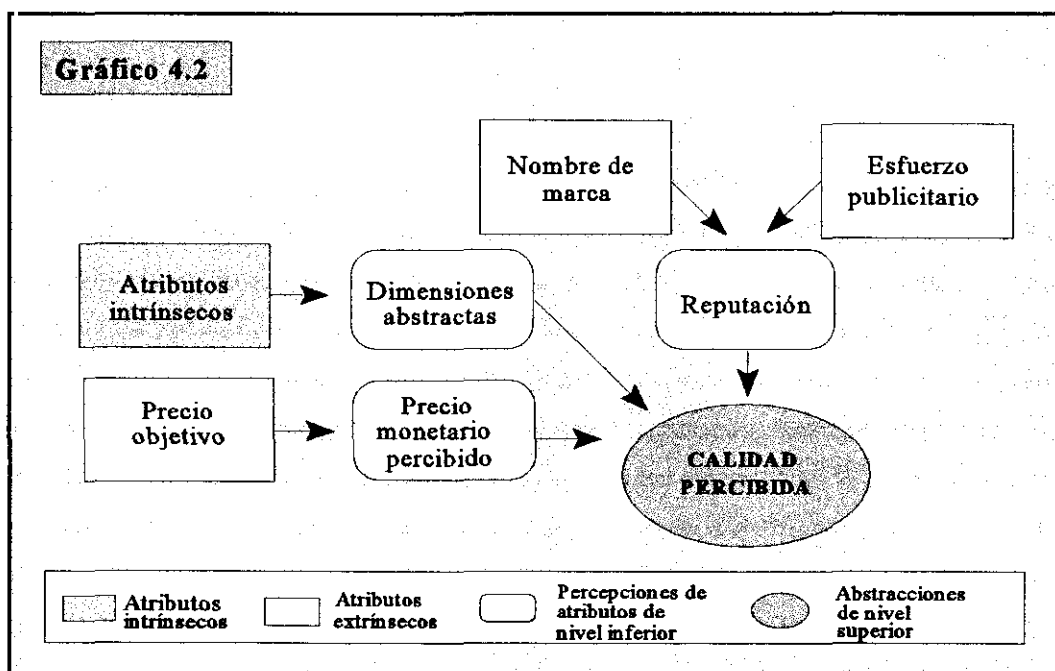 Gráfico 4.2
Nombre de
marca
Esfuerzo
publicitario
Atributos
intrínsecos
Dimensiones
abstractas
Reputación
Precio
objetivo
Precio
monetario
percibido
CALIDAD
PERCIBIDA
Atributos
intrínsecos
Atributos
extrínsecos
Percepciones de
atributos de
nivel inferior
Abstracciones
de nivel
superior